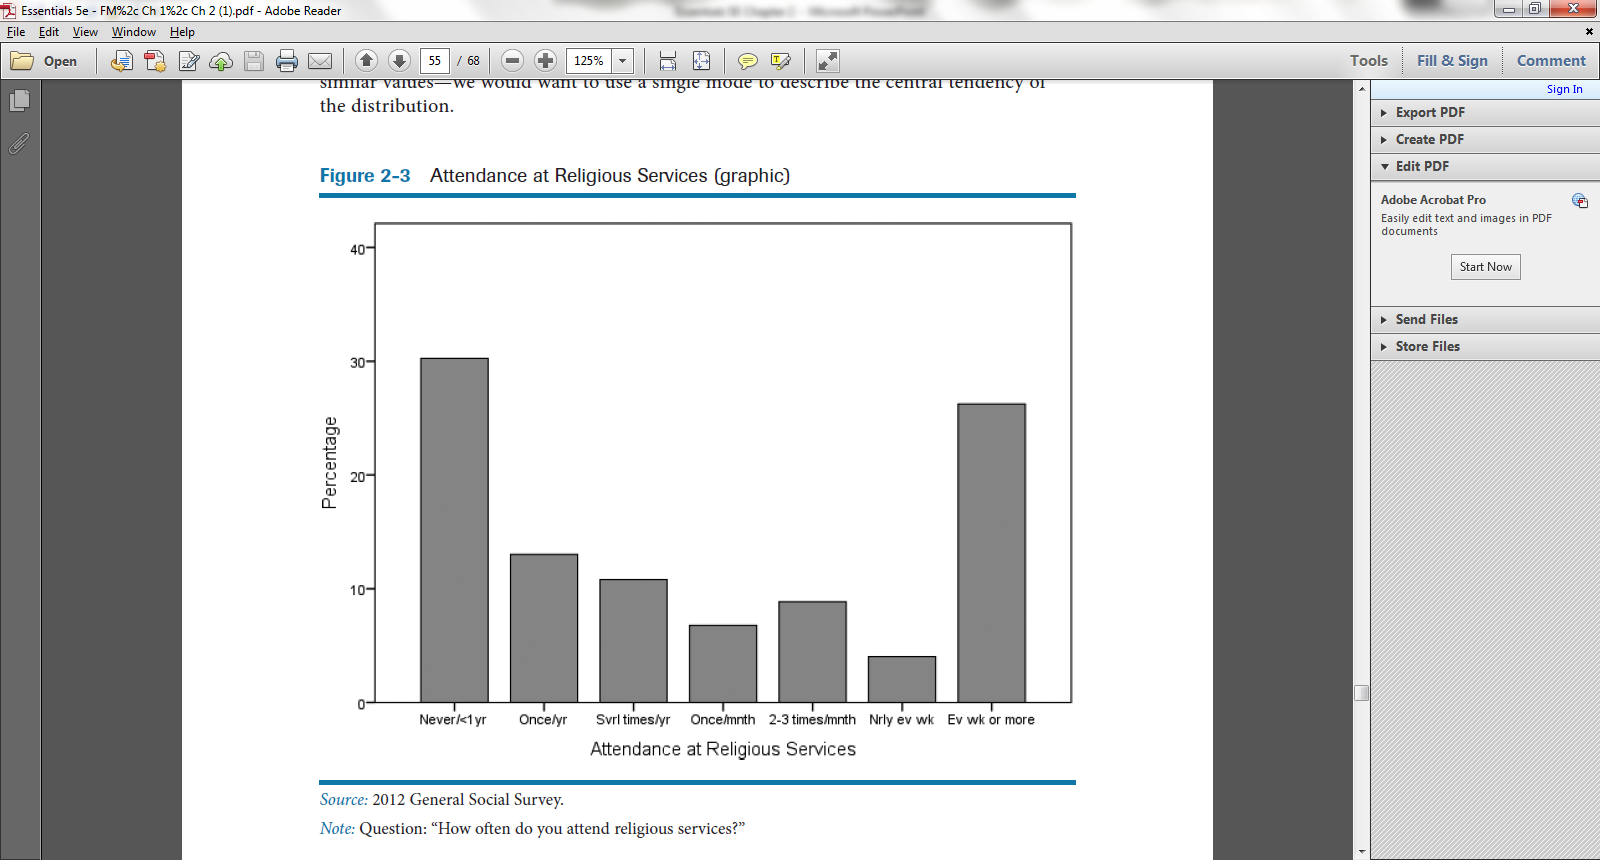 Essentials 5e - FM%2c Ch 1%2c Ch 2 (1).pdf - Adobe Reader
File Edit View Window Help
Open 55 / 68 125% Tools Fill & Sign Comment
Sign In
Export PDF
Create PDF
Edit PDF
Adobe Acrobat Pro
Easily edit text and images in PDF
documents
Start Now
Send Files
Store Files
similar values—we would want to use a single mode to describe the central tendency of
the distribution.
Figure 2-3 Attendance at Religious Services (graphic)
40
30
20
10
0
Percentage
Never/<1yr Once/yr Svrl times/yr Once/mnth 2-3 times/mnth Nrly ev wk Ev wk or more
Attendance at Religious Services
Source: 2012 General Social Survey.
Note: Question: “How often do you attend religious services?”